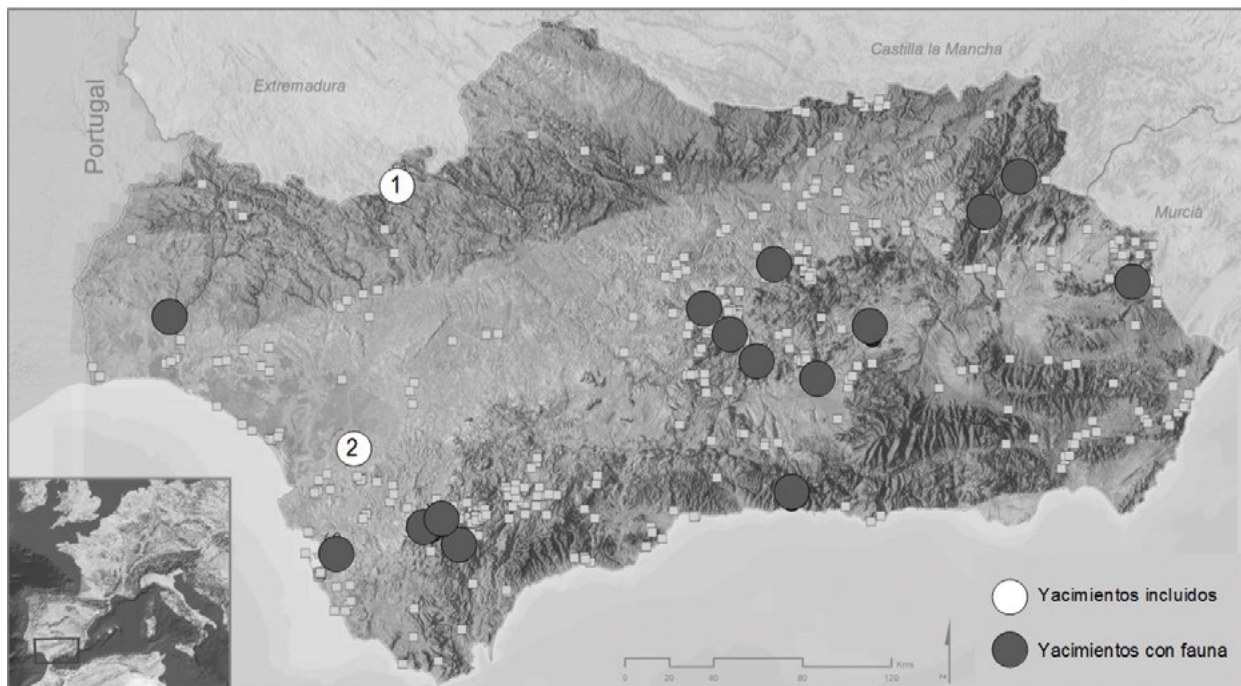 Castilla la Mancha
Extremadura
Portugal
1
Murcia
2
Yacimientos incluidos
Yacimientos con fauna
0 20 40 80 120
Kms
N